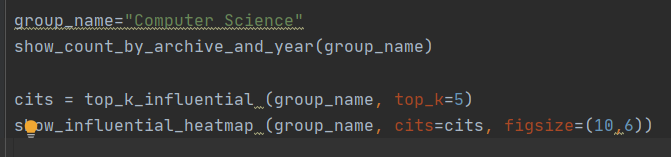 group_name="Computer Science"
show_count_by_archive_and_year(group_name)
cits = top_k_influential (group_name, top_k=5)
show_influential_heatmap (group_name, cits=cits, figsize=(10,6))